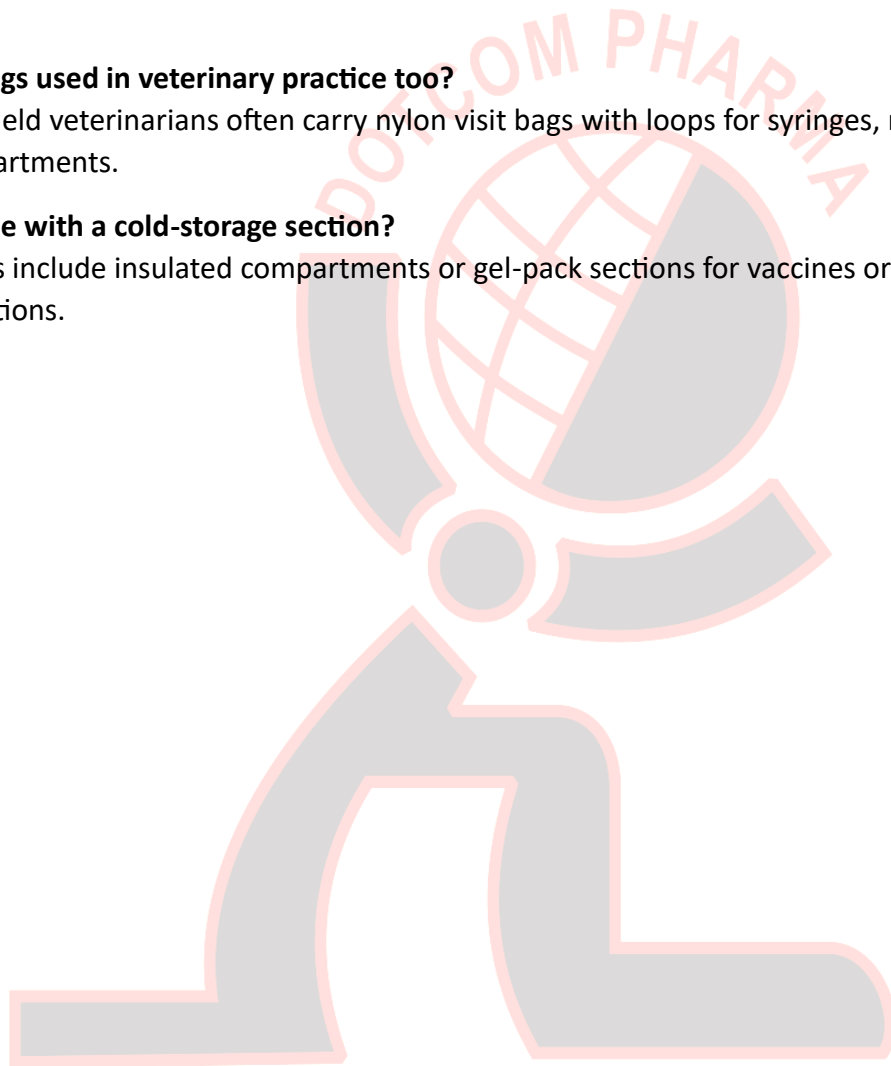 DOTCOM PHARMA
gs used in veterinary practice too?
eld veterinarians often carry nylon visit bags with loops for syringes,
artments.
e with a cold-storage section?
s include insulated compartments or gel-pack sections for vaccines or
tions.